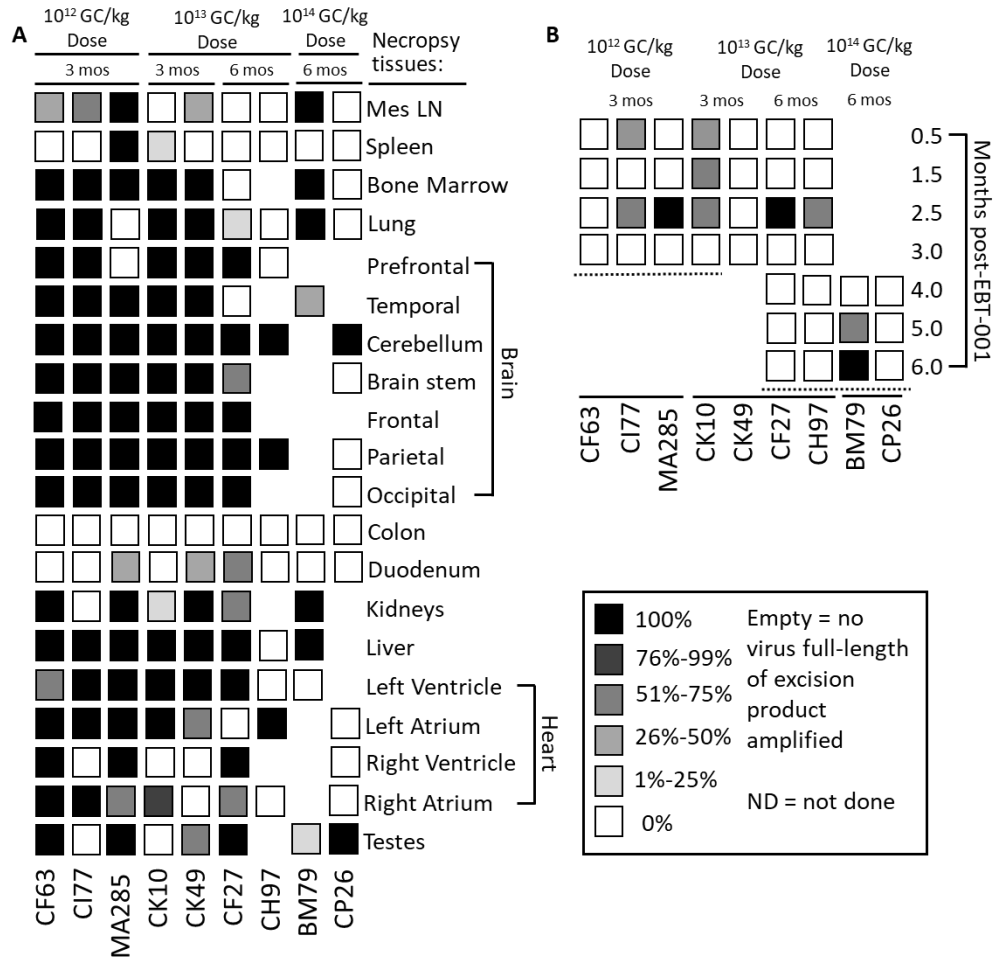 A
10¹² GC/kg
Dose
10¹³ GC/kg
Dose
10¹⁴ GC/kg
Dose
Necropsy
tissues:
3 mos
3 mos
6 mos
6 mos
Mes LN
Spleen
Bone Marrow
Lung
Prefrontal
Temporal
Cerebellum
Brain stem
Frontal
Parietal
Occipital
Brain
Colon
Duodenum
Kidneys
Liver
Left Ventricle
Left Atrium
Right Ventricle
Right Atrium
Heart
Testes
CF63
CI77
MA285
CK10
CK49
CF27
CH97
BM79
CP26
B
10¹² GC/kg
Dose
10¹³ GC/kg
Dose
10¹⁴ GC/kg
Dose
3 mos
3 mos
6 mos
6 mos
0.5
1.5
2.5
3.0
4.0
5.0
6.0
Months post-EBT-001
CF63
CI77
MA285
CK10
CK49
CF27
CH97
BM79
CP26
100%
76%-99%
51%-75%
26%-50%
1%-25%
0%
Empty = no
virus full-length
of excision
product
amplified
ND = not done